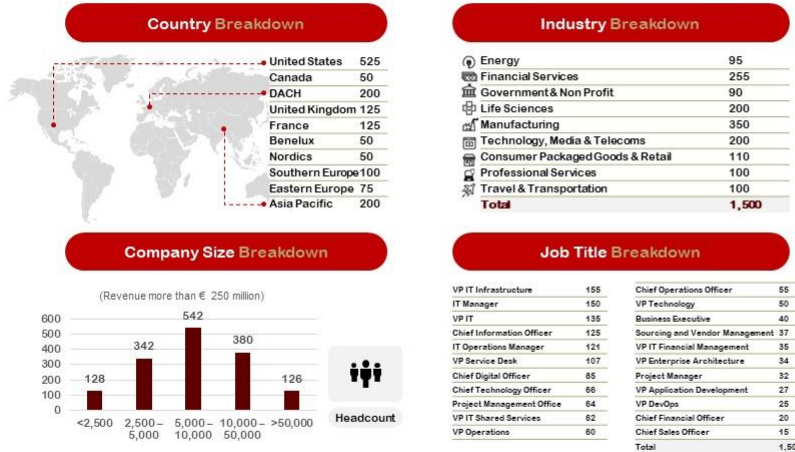 Country Breakdown
United States 525
Canada 50
DACH 200
United Kingdom 125
France 125
Benelux 50
Nordics 50
Southern Europe 100
Eastern Europe 75
Asia Pacific 200
Industry Breakdown
Energy 95
Financial Services 255
Government & Non Profit 90
Life Sciences 200
Manufacturing 350
Technology, Media & Telecoms 200
Consumer Packaged Goods & Retail 110
Professional Services 100
Travel & Transportation 100
Total 1,500
Company Size Breakdown
(Revenue more than € 250 million)
600
500
400
300
200
100
0
128
342
542
380
126
<2,500
2,500 – 5,000
5,000 – 10,000
10,000 – 50,000
>50,000
Headcount
Job Title Breakdown
VP IT Infrastructure 155
IT Manager 150
VP IT 135
Chief Information Officer 125
IT Operations Manager 121
VP Service Desk 107
Chief Digital Officer 85
Chief Technology Officer 66
Project Management Office 64
VP IT Shared Services 62
VP Operations 60
Chief Operations Officer 55
VP Technology 50
Business Executive 40
Sourcing and Vendor Management 37
VP IT Financial Management 35
VP Enterprise Architecture 34
Project Manager 32
VP Application Development 27
VP DevOps 25
Chief Financial Officer 20
Chief Sales Officer 15
Total 1,50